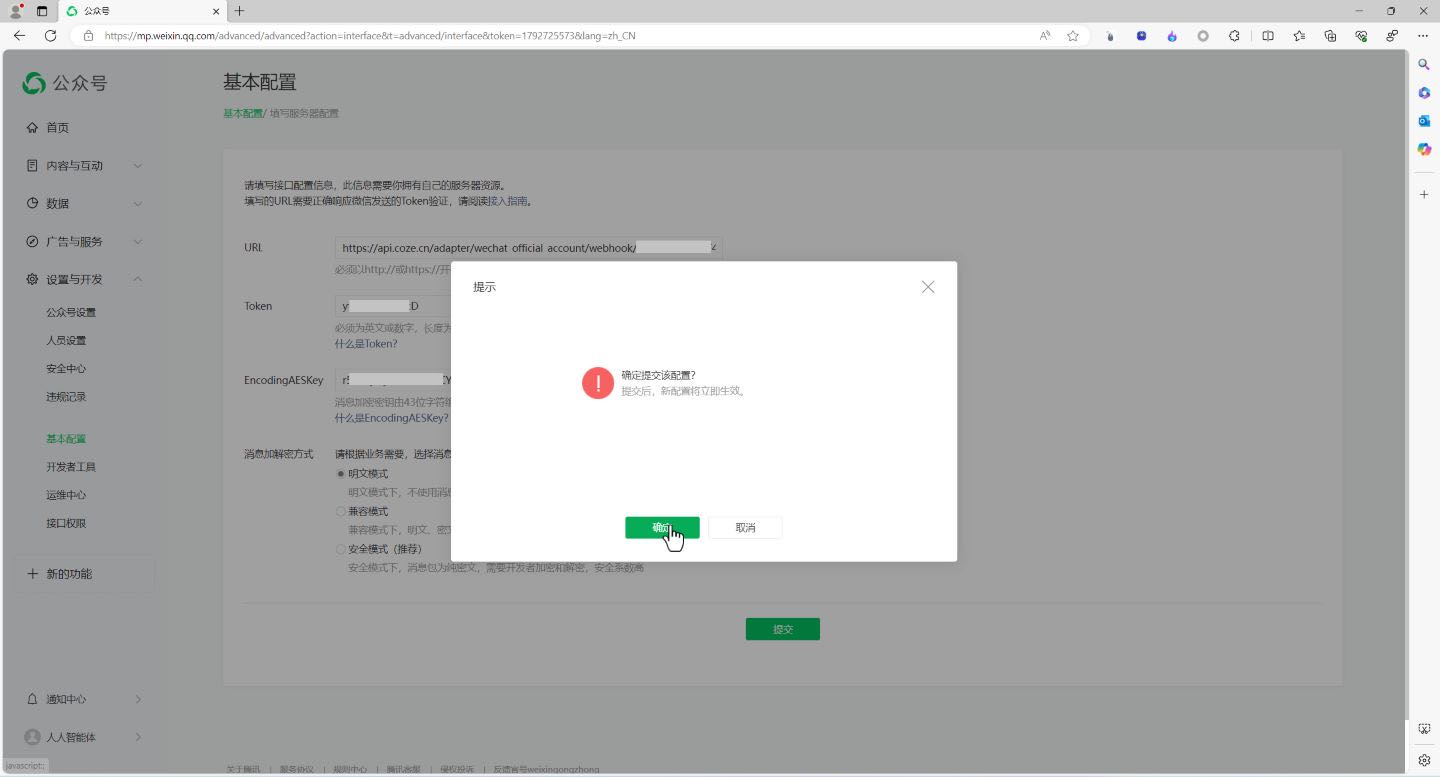 公众号
https://mp.weixin.qq.com/advanced/advanced?action=interface&t=advanced/interface&token=1792725573&lang=zh_CN
公众号
首页
内容与互动
数据
广告与服务
设置与开发
公众号设置
人员设置
安全中心
违规记录
基本配置
开发者工具
运维中心
接口权限
新的功能
通知中心
人人智能体
javascript:;
基本配置
基本配置/ 填写服务器配置
请填写接口配置信息，此信息需要你拥有自己的服务器资源。
填写的URL需要正确响应微信发送的Token验证，请阅读接入指南。
URL
https://api.coze.cn/adapter/wechat_official_account/webhook/
必须以http://或https://开
Token
y :D
必须为英文或数字，长度为
什么是Token?
EncodingAESKey
消息加密密钥由43位字符组
什么是EncodingAESKey?
消息加解密方式
请根据业务需要，选择消息
明文模式
明文模式下，不使用消息
兼容模式
兼容模式下，明文、密文
安全模式（推荐）
安全模式下，消息包为纯密文，需要开发者加密和解密，安全系数高
提交
提示
确定提交该配置?
提交后，新配置将立即生效。
确定
取消
关于腾讯 | 服务协议 | 规则中心 | 腾讯客服 | 侵权投诉 | 反馈官号weixingongzhong